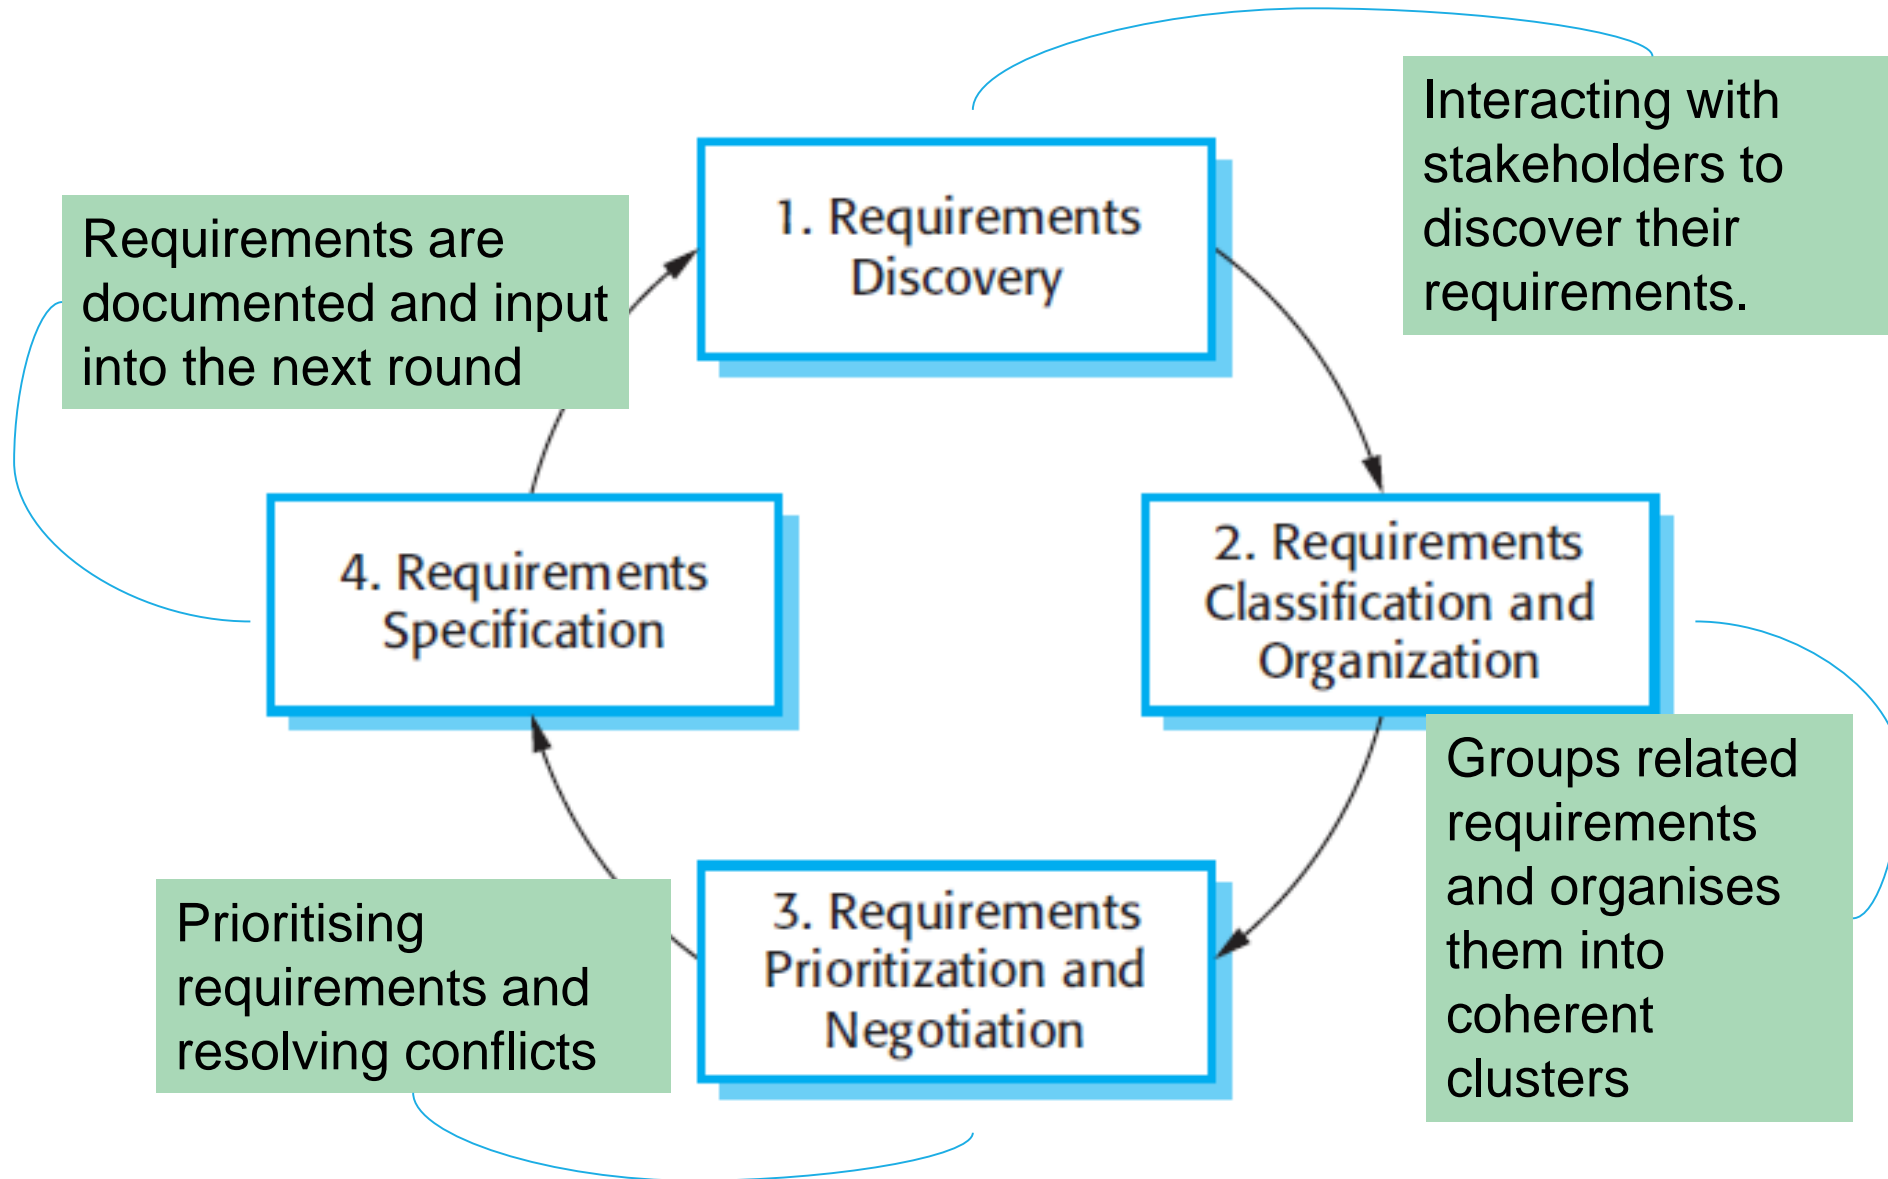 Interacting with
stakeholders to
discover their
requirements.
1. Requirements
Discovery
Requirements are
documented and input
into the next round
4. Requirements
Specification
2. Requirements
Classification and
Organization
Groups related
requirements
and organises
them into
coherent
clusters
3. Requirements
Prioritization and
Negotiation
Prioritising
requirements and
resolving conflicts